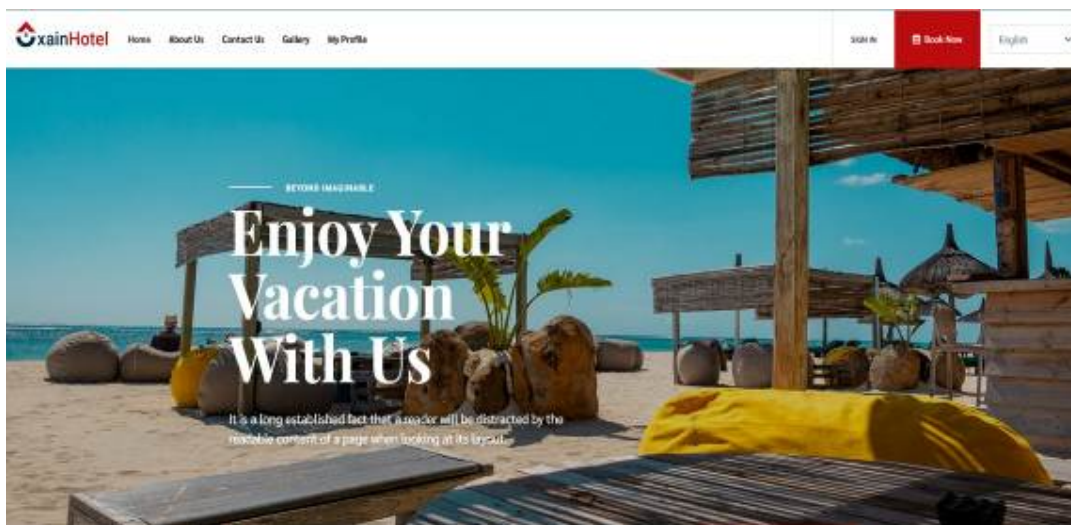 xainHotel
Home About Us Contact Us Gallery My Profile
SIGN IN
Book Now
English
BEYOND IMAGINABLE
Enjoy Your
Vacation
With Us
It is a long established fact that a reader will be distracted by the
readable content of a page when looking at its layout.